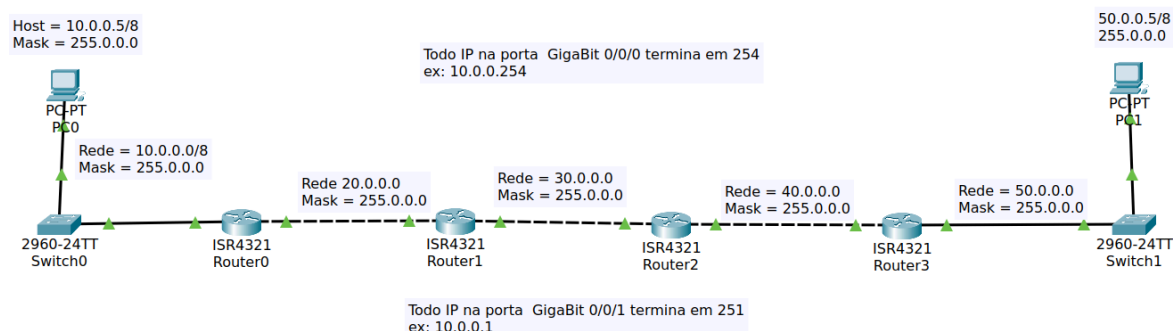 Host = 10.0.0.5/8
Mask = 255.0.0.0
50.0.0.5/8
255.0.0.0
Todo IP na porta  GigaBit 0/0/0 termina em 254
ex: 10.0.0.254
PC-PT
PC0
PC-PT
PC1
Rede = 10.0.0.0/8
Mask = 255.0.0.0
Rede 20.0.0.0
Mask = 255.0.0.0
Rede = 30.0.0.0
Mask = 255.0.0.0
Rede = 40.0.0.0
Mask = 255.0.0.0
Rede = 50.0.0.0
Mask = 255.0.0.0
2960-24TT
Switch0
ISR4321
Router0
ISR4321
Router1
ISR4321
Router2
ISR4321
Router3
2960-24TT
Switch1
Todo IP na porta  GigaBit 0/0/1 termina em 251
ex: 10.0.0.1